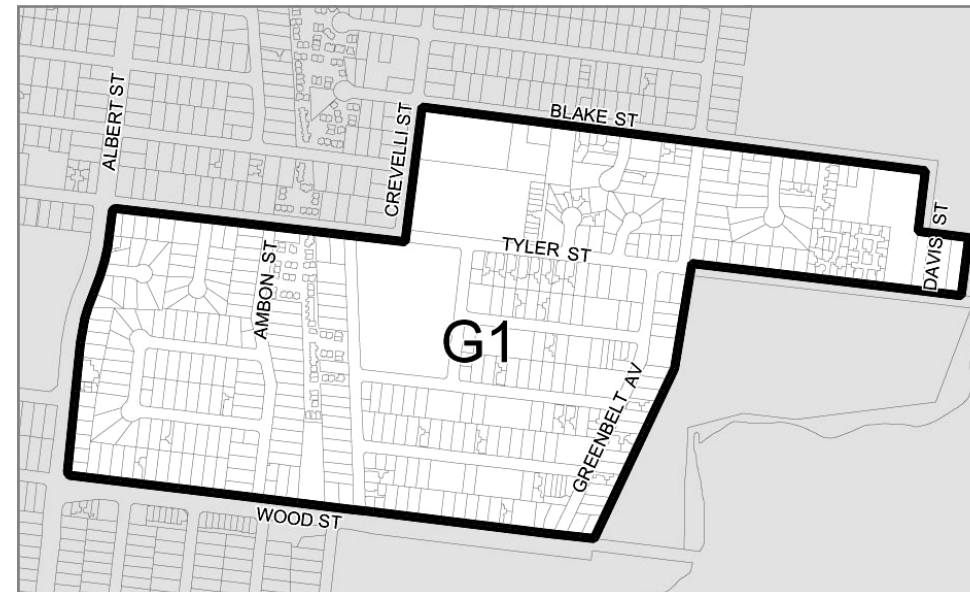 BLAKE ST
ALBERT ST
CREVELLI ST
DAVIS ST
TYLER ST
AMBON ST
G1
GREENBELT AV
WOOD ST